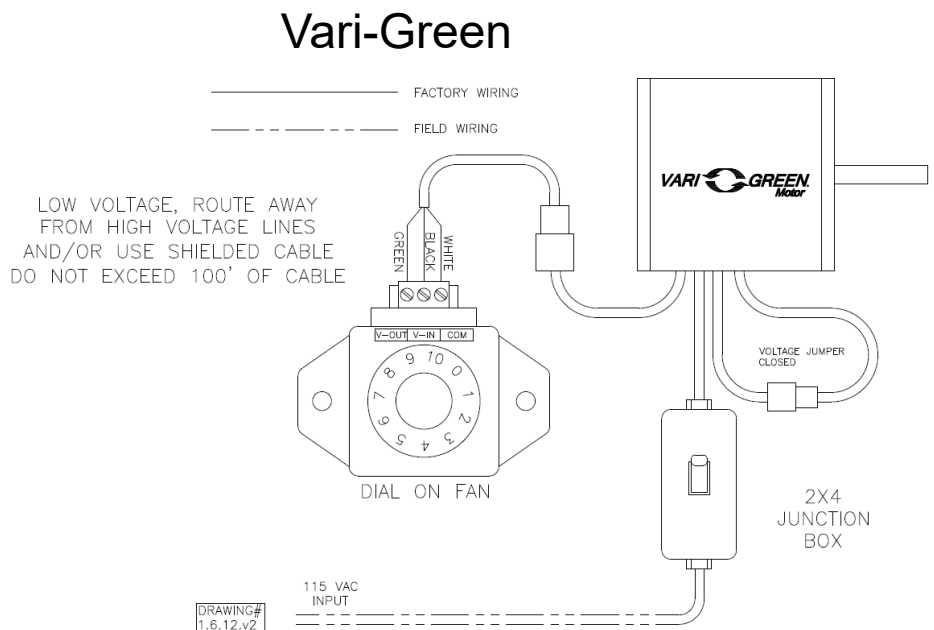 Vari-Green
FACTORY WIRING
FIELD WIRING
VARI GREEN.
Motor
LOW VOLTAGE, ROUTE AWAY
FROM HIGH VOLTAGE LINES
AND/OR USE SHIELDED CABLE
DO NOT EXCEED 100' OF CABLE
GREEN
BLACK
WHITE
V-OUT V-IN COM
0
1
2
3
4
5
6
7
8
9
10
DIAL ON FAN
VOLTAGE JUMPER
CLOSED
2X4
JUNCTION
BOX
115 VAC
INPUT
DRAWING#
1.6.12.v2